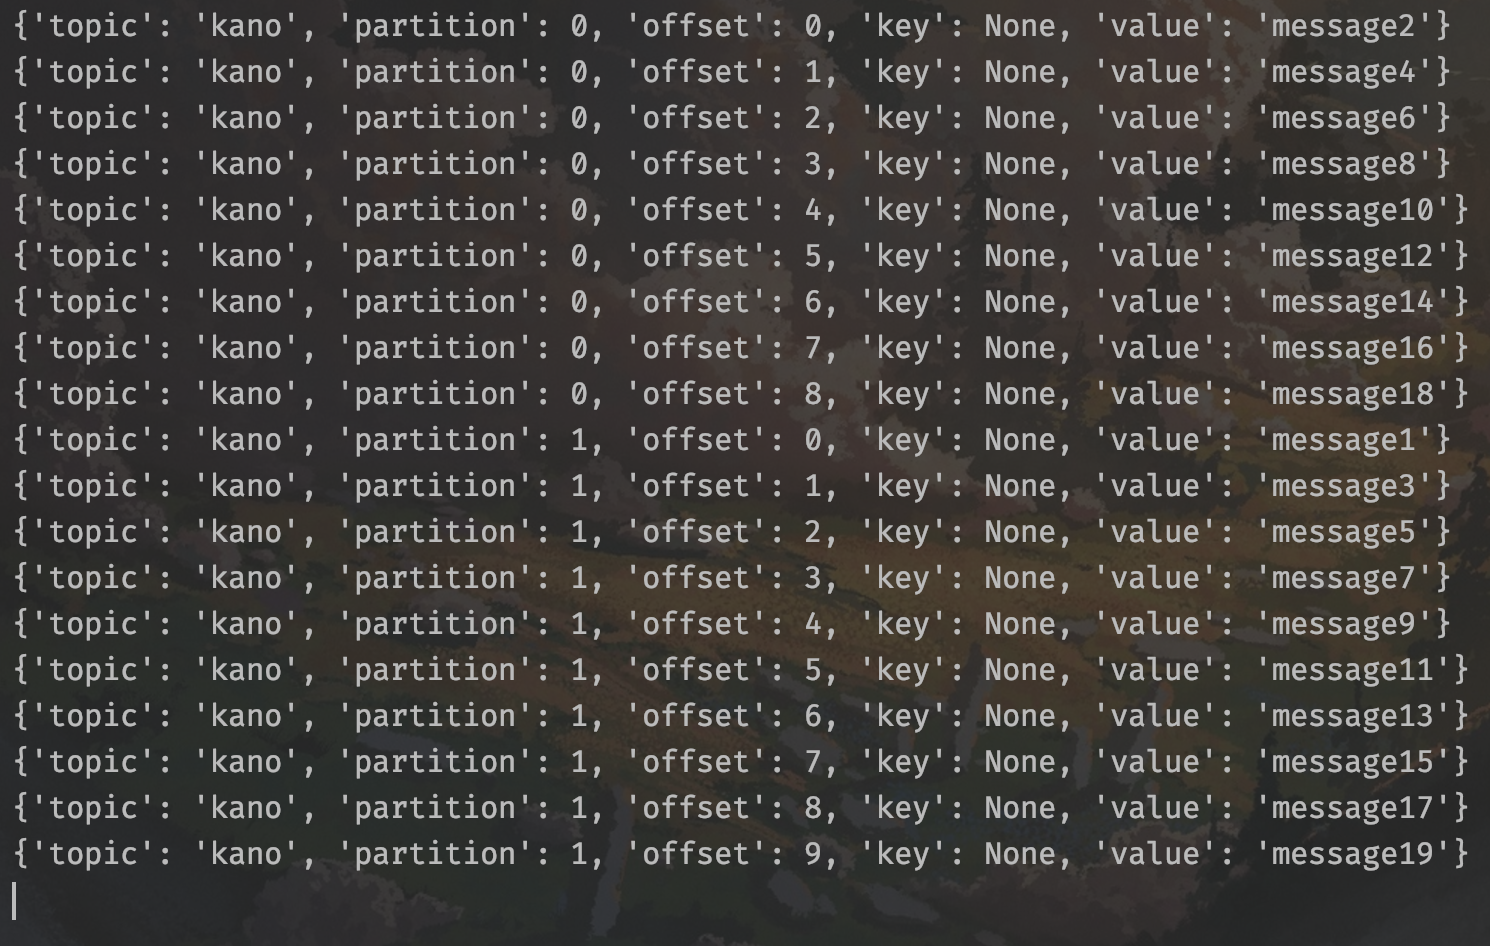 {'topic': 'kano', 'partition': 0, 'offset': 0, 'key': None, 'value': 'message2'}
{'topic': 'kano', 'partition': 0, 'offset': 1, 'key': None, 'value': 'message4'}
{'topic': 'kano', 'partition': 0, 'offset': 2, 'key': None, 'value': 'message6'}
{'topic': 'kano', 'partition': 0, 'offset': 3, 'key': None, 'value': 'message8'}
{'topic': 'kano', 'partition': 0, 'offset': 4, 'key': None, 'value': 'message10'}
{'topic': 'kano', 'partition': 0, 'offset': 5, 'key': None, 'value': 'message12'}
{'topic': 'kano', 'partition': 0, 'offset': 6, 'key': None, 'value': 'message14'}
{'topic': 'kano', 'partition': 0, 'offset': 7, 'key': None, 'value': 'message16'}
{'topic': 'kano', 'partition': 0, 'offset': 8, 'key': None, 'value': 'message18'}
{'topic': 'kano', 'partition': 1, 'offset': 0, 'key': None, 'value': 'message1'}
{'topic': 'kano', 'partition': 1, 'offset': 1, 'key': None, 'value': 'message3'}
{'topic': 'kano', 'partition': 1, 'offset': 2, 'key': None, 'value': 'message5'}
{'topic': 'kano', 'partition': 1, 'offset': 3, 'key': None, 'value': 'message7'}
{'topic': 'kano', 'partition': 1, 'offset': 4, 'key': None, 'value': 'message9'}
{'topic': 'kano', 'partition': 1, 'offset': 5, 'key': None, 'value': 'message11'}
{'topic': 'kano', 'partition': 1, 'offset': 6, 'key': None, 'value': 'message13'}
{'topic': 'kano', 'partition': 1, 'offset': 7, 'key': None, 'value': 'message15'}
{'topic': 'kano', 'partition': 1, 'offset': 8, 'key': None, 'value': 'message17'}
{'topic': 'kano', 'partition': 1, 'offset': 9, 'key': None, 'value': 'message19'}